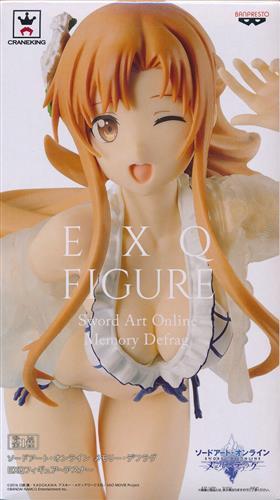 CRANEKING
BANPRESTO
EXQ
FIGURE
Sword Art Online
Memory Defrag
ソードアート・オンライン
SWORD ART ONLINE
メモリー・デフラグ
ソードアート・オンライン メモリー・デフラグ
EXQフィギュア~アスナ~